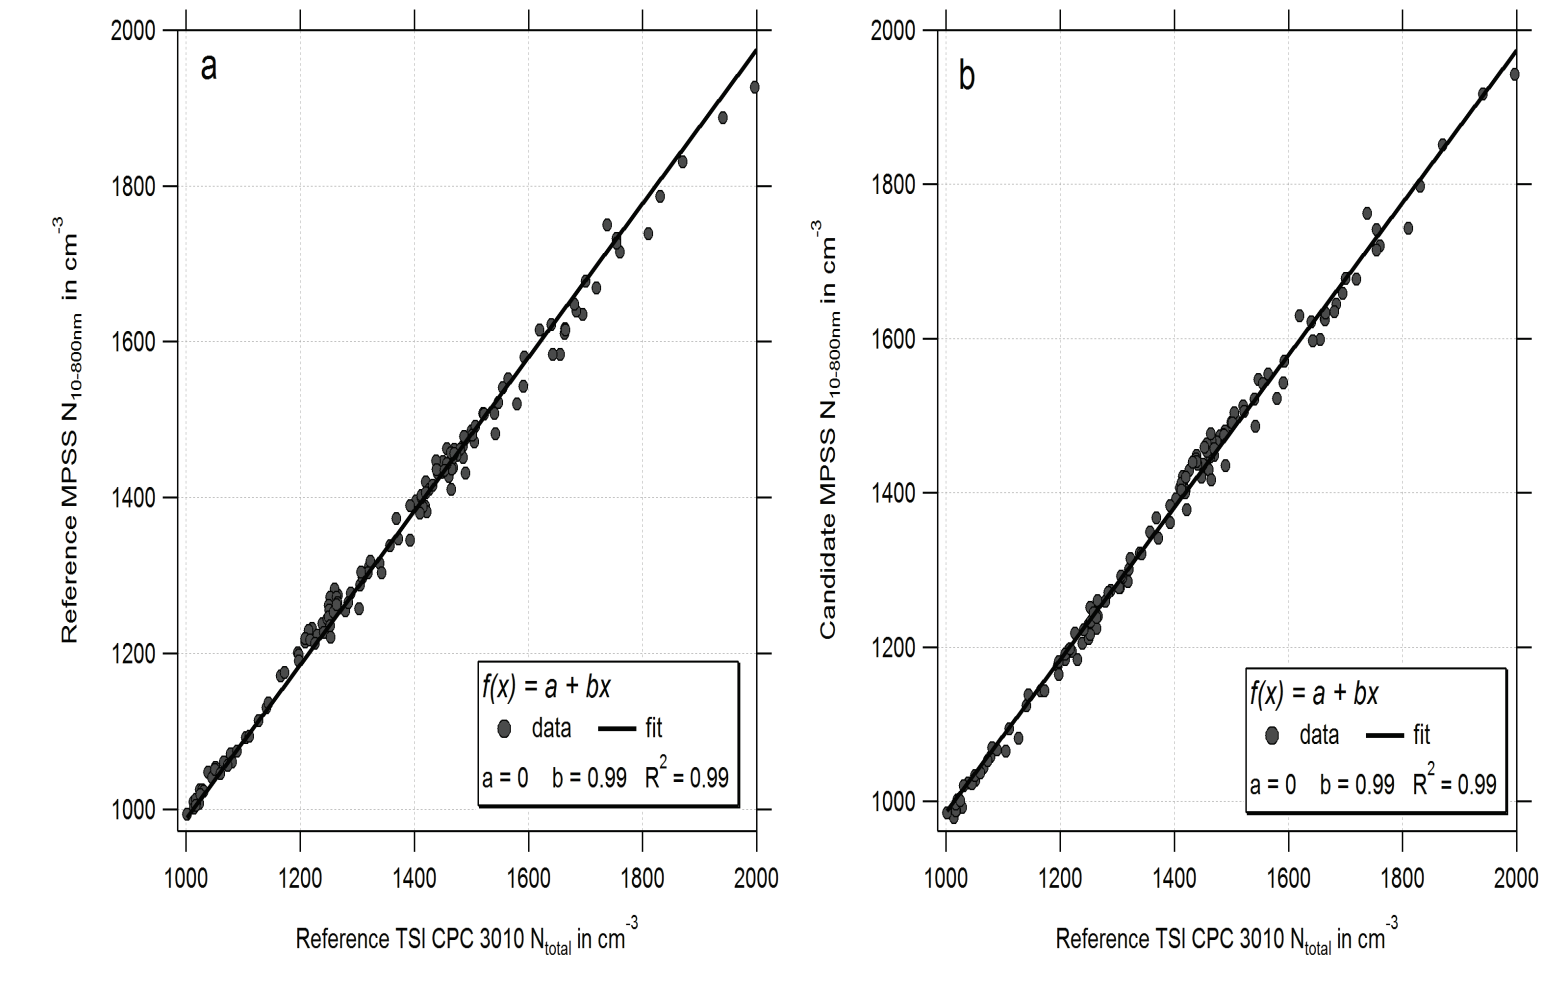 a
2000
1800
1600
1400
1200
1000
Reference MPSS N10-800nm in cm-3
f(x) = a + bx
data fit
a = 0 b = 0.99 R2 = 0.99
1000 1200 1400 1600 1800 2000
Reference TSI CPC 3010 Ntotal in cm-3
b
2000
1800
1600
1400
1200
1000
Candidate MPSS N10-800nm in cm-3
f(x) = a + bx
data fit
a = 0 b = 0.99 R2 = 0.99
1000 1200 1400 1600 1800 2000
Reference TSI CPC 3010 Ntotal in cm-3